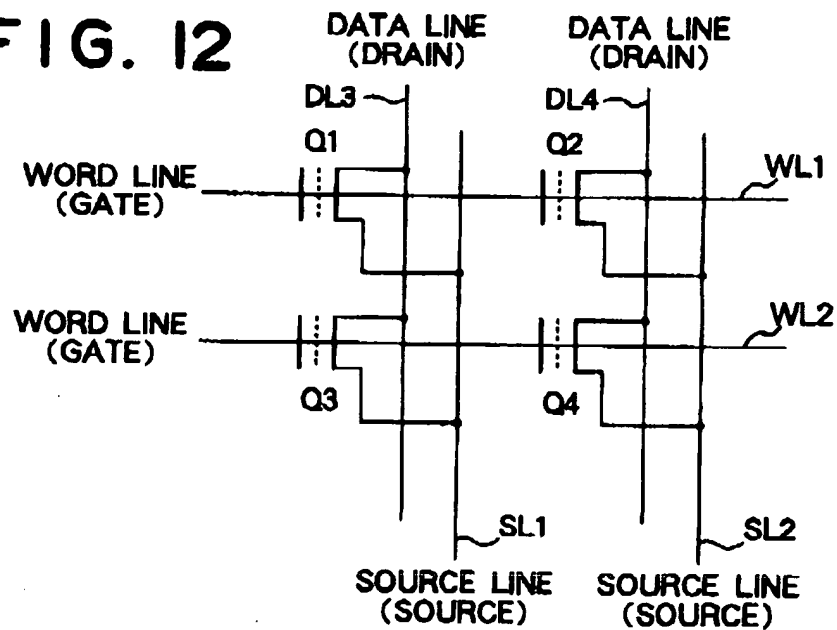 FIG. 12
DATA LINE
(DRAIN)
DATA LINE
(DRAIN)
DL3
DL4
Q1
Q2
WORD LINE
(GATE)
WL1
WORD LINE
(GATE)
WL2
Q3
Q4
SL1
SL2
SOURCE LINE
(SOURCE)
SOURCE LINE
(SOURCE)